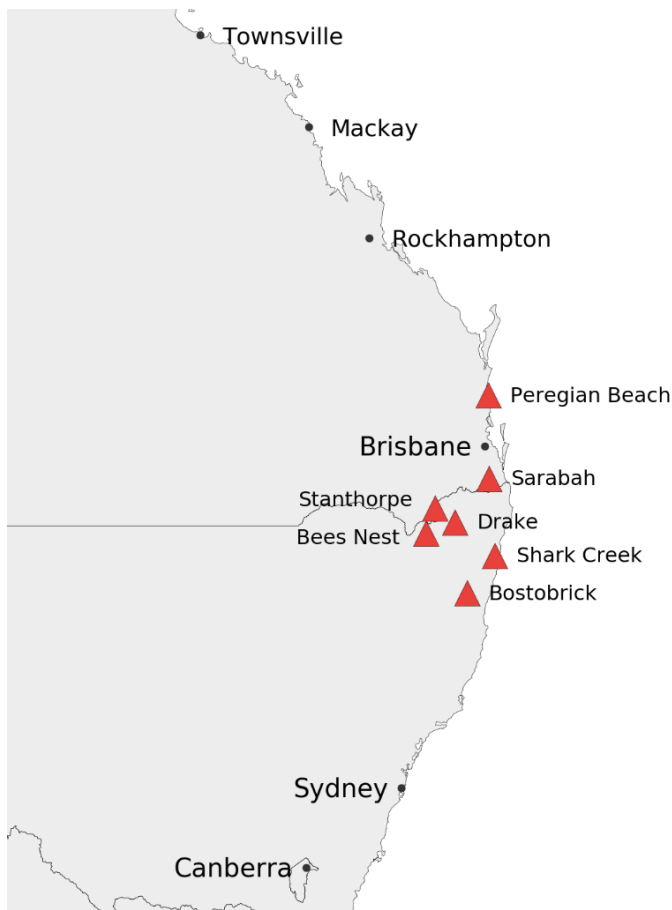 Townsville
Mackay
Rockhampton
Peregian Beach
Brisbane
Sarabah
Stanthorpe
Drake
Bees Nest
Shark Creek
Bostobrick
Sydney
Canberra